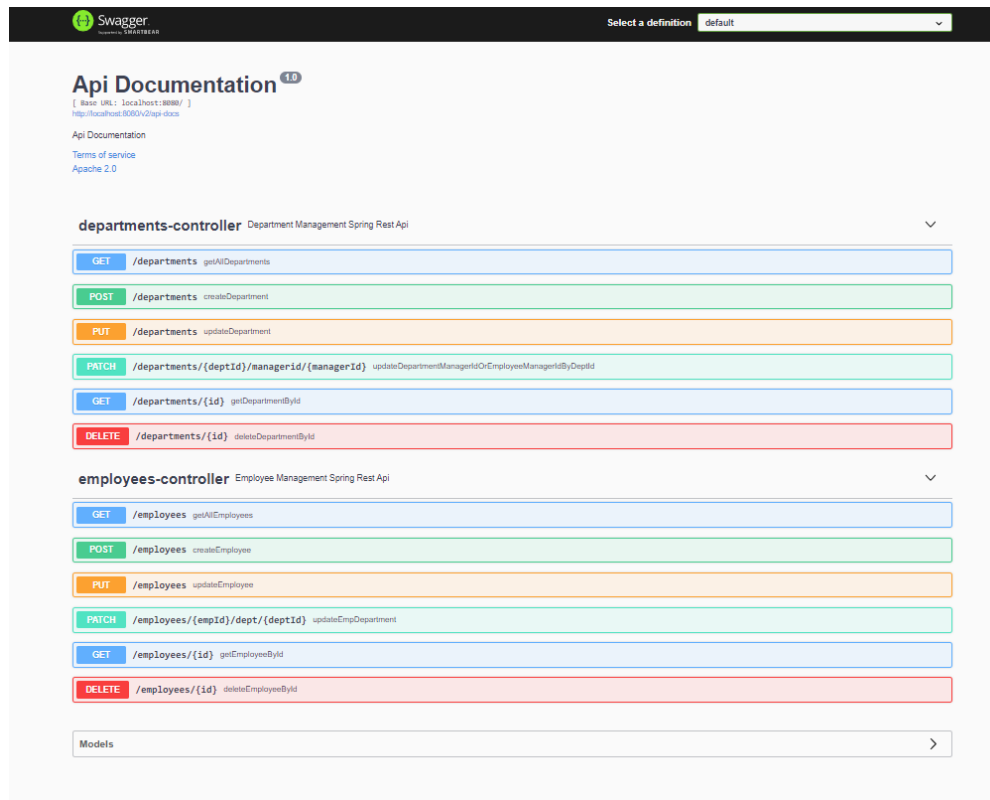 Swagger.
Supported by SMARTBEAR
Select a definition
default
Api Documentation 1.0
[ Base URL: localhost:8080/ ]
http://localhost:8080/v2/api-docs
Api Documentation
Terms of service
Apache 2.0
departments-controller Department Management Spring Rest Api
GET /departments getAllDepartments
POST /departments createDepartment
PUT /departments updateDepartment
PATCH /departments/{deptId}/managerid/{managerId} updateDepartmentManagerIdOrEmployeeManagerIdByDeptId
GET /departments/{id} getDepartmentById
DELETE /departments/{id} deleteDepartmentById
employees-controller Employee Management Spring Rest Api
GET /employees getAllEmployees
POST /employees createEmployee
PUT /employees updateEmployee
PATCH /employees/{empId}/dept/{deptId} updateEmpDepartment
GET /employees/{id} getEmployeeById
DELETE /employees/{id} deleteEmployeeById
Models